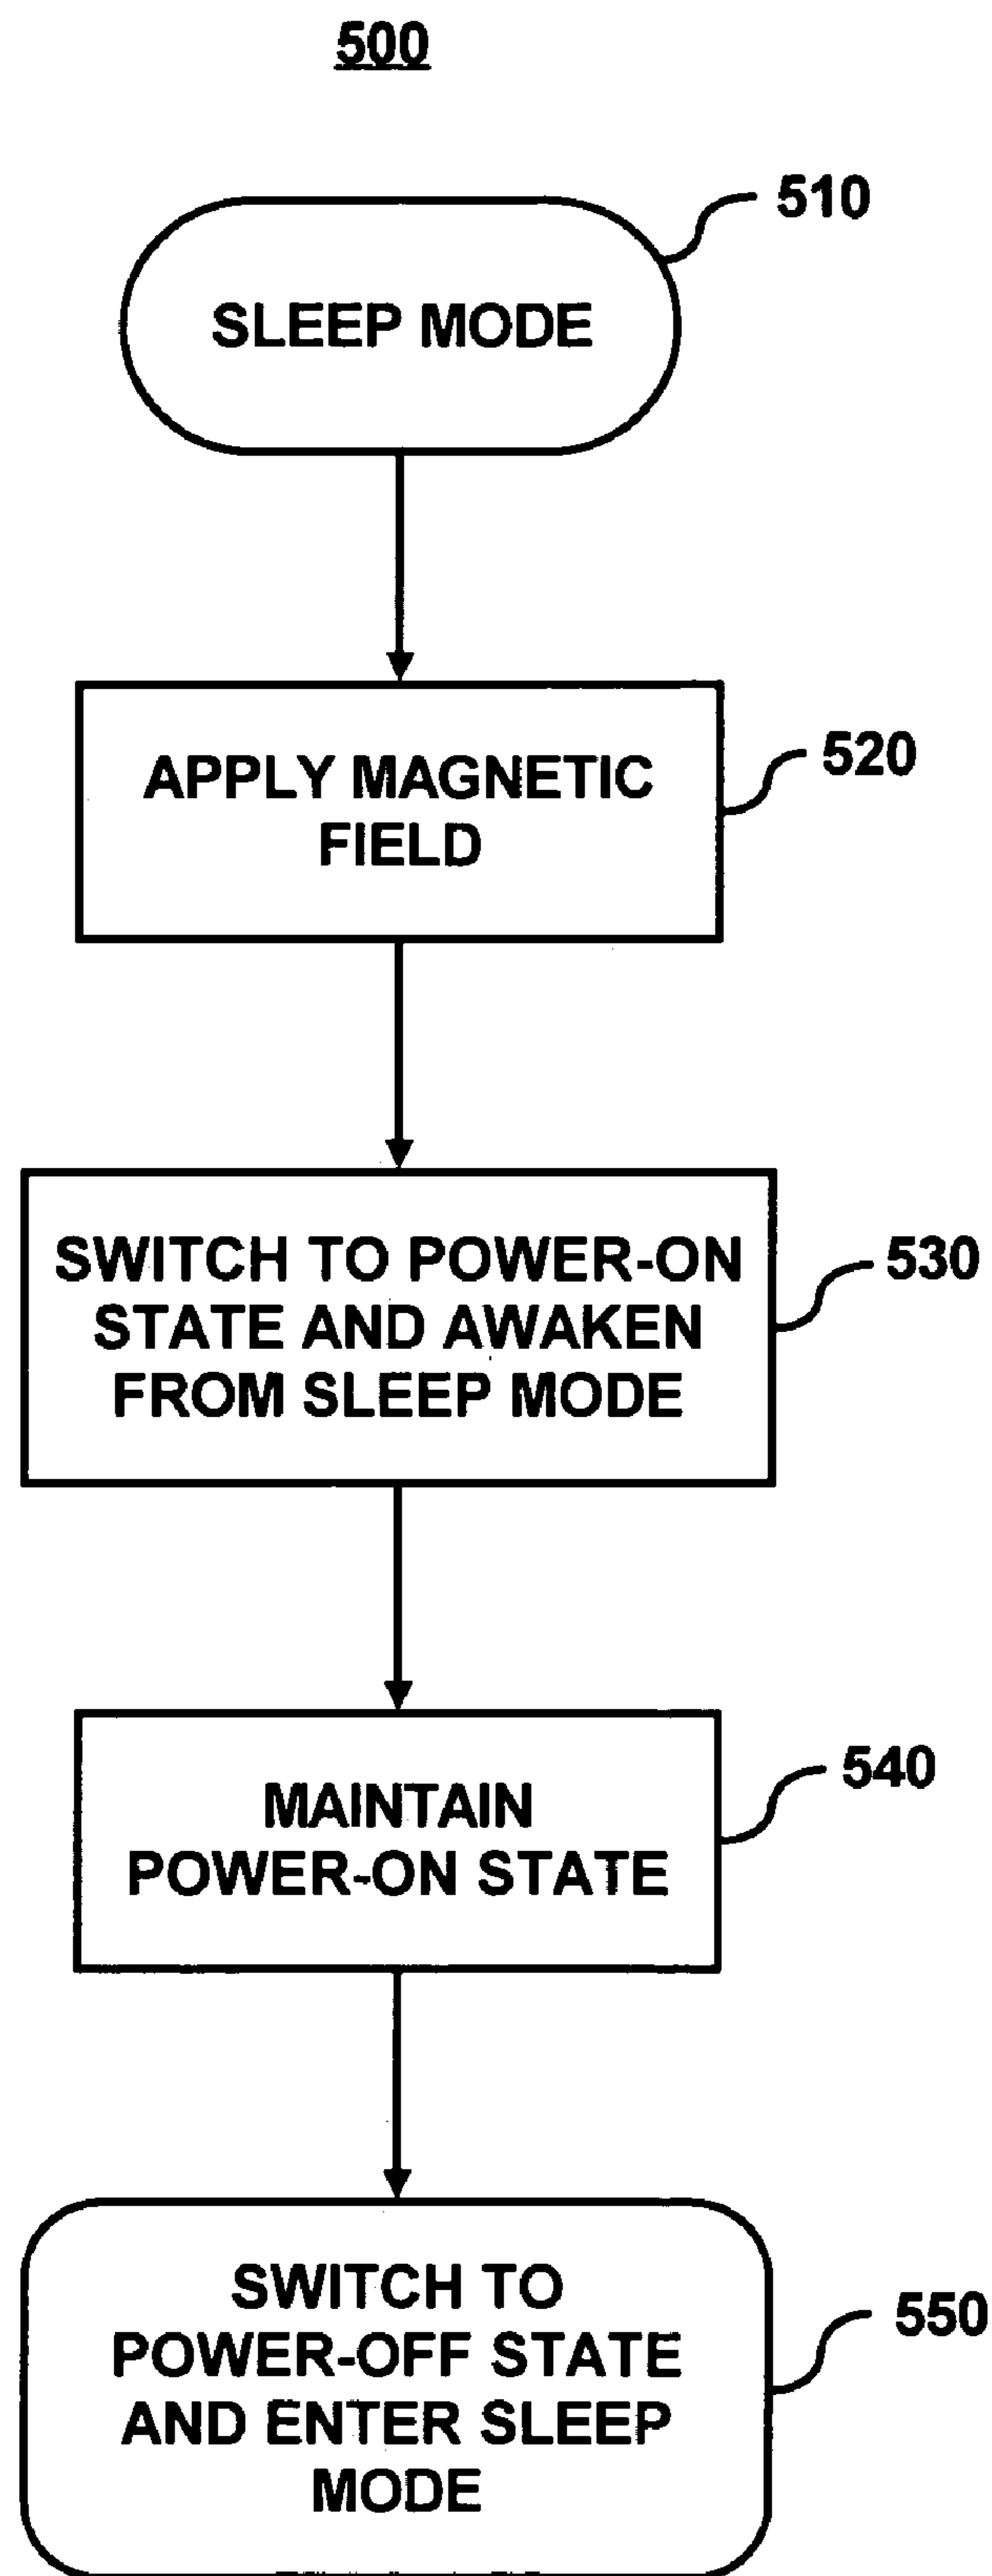 500
510
SLEEP MODE
520
APPLY MAGNETIC
FIELD
530
SWITCH TO POWER-ON
STATE AND AWAKEN
FROM SLEEP MODE
540
MAINTAIN
POWER-ON STATE
550
SWITCH TO
POWER-OFF STATE
AND ENTER SLEEP
MODE